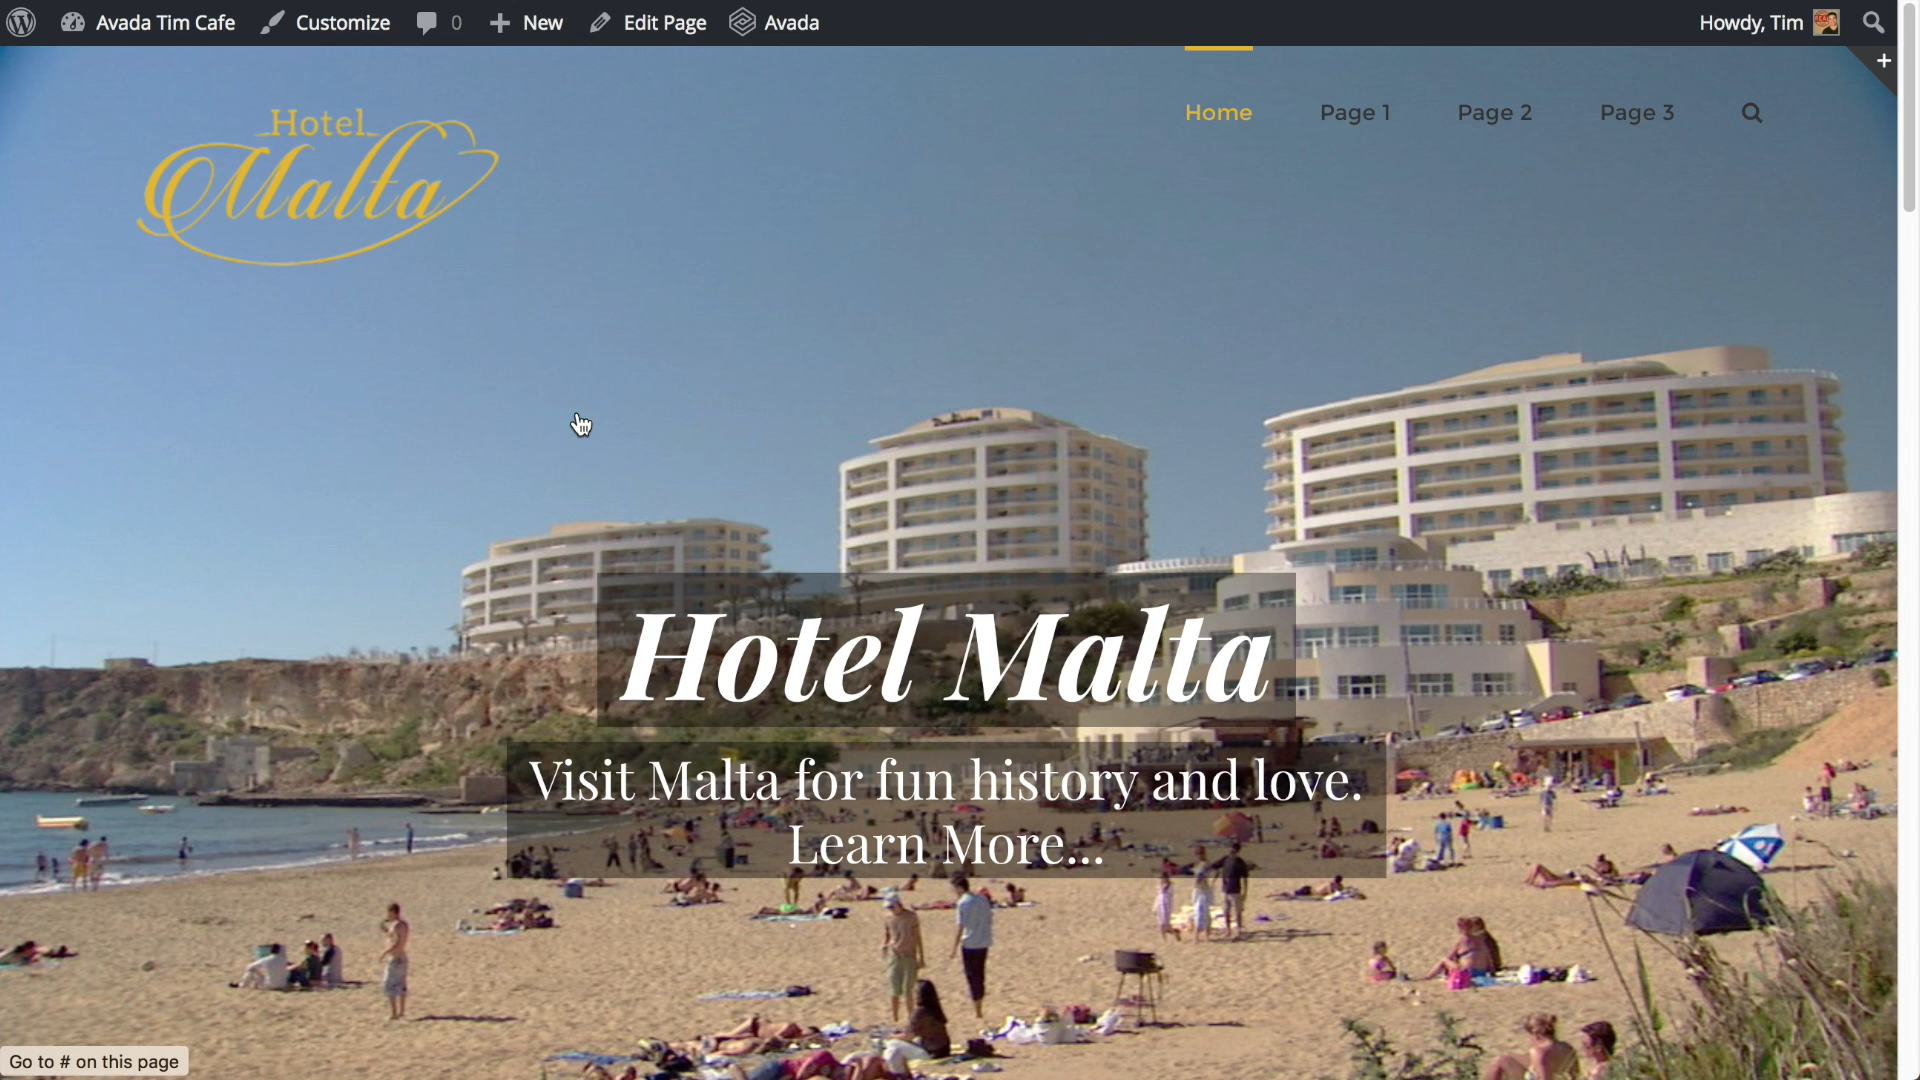 Avada Tim Cafe Customize 0 New Edit Page Avada Howdy, Tim
Home Page 1 Page 2 Page 3
Hotel
Malta
Hotel Malta
Visit Malta for fun history and love.
Learn More...
Go to # on this page